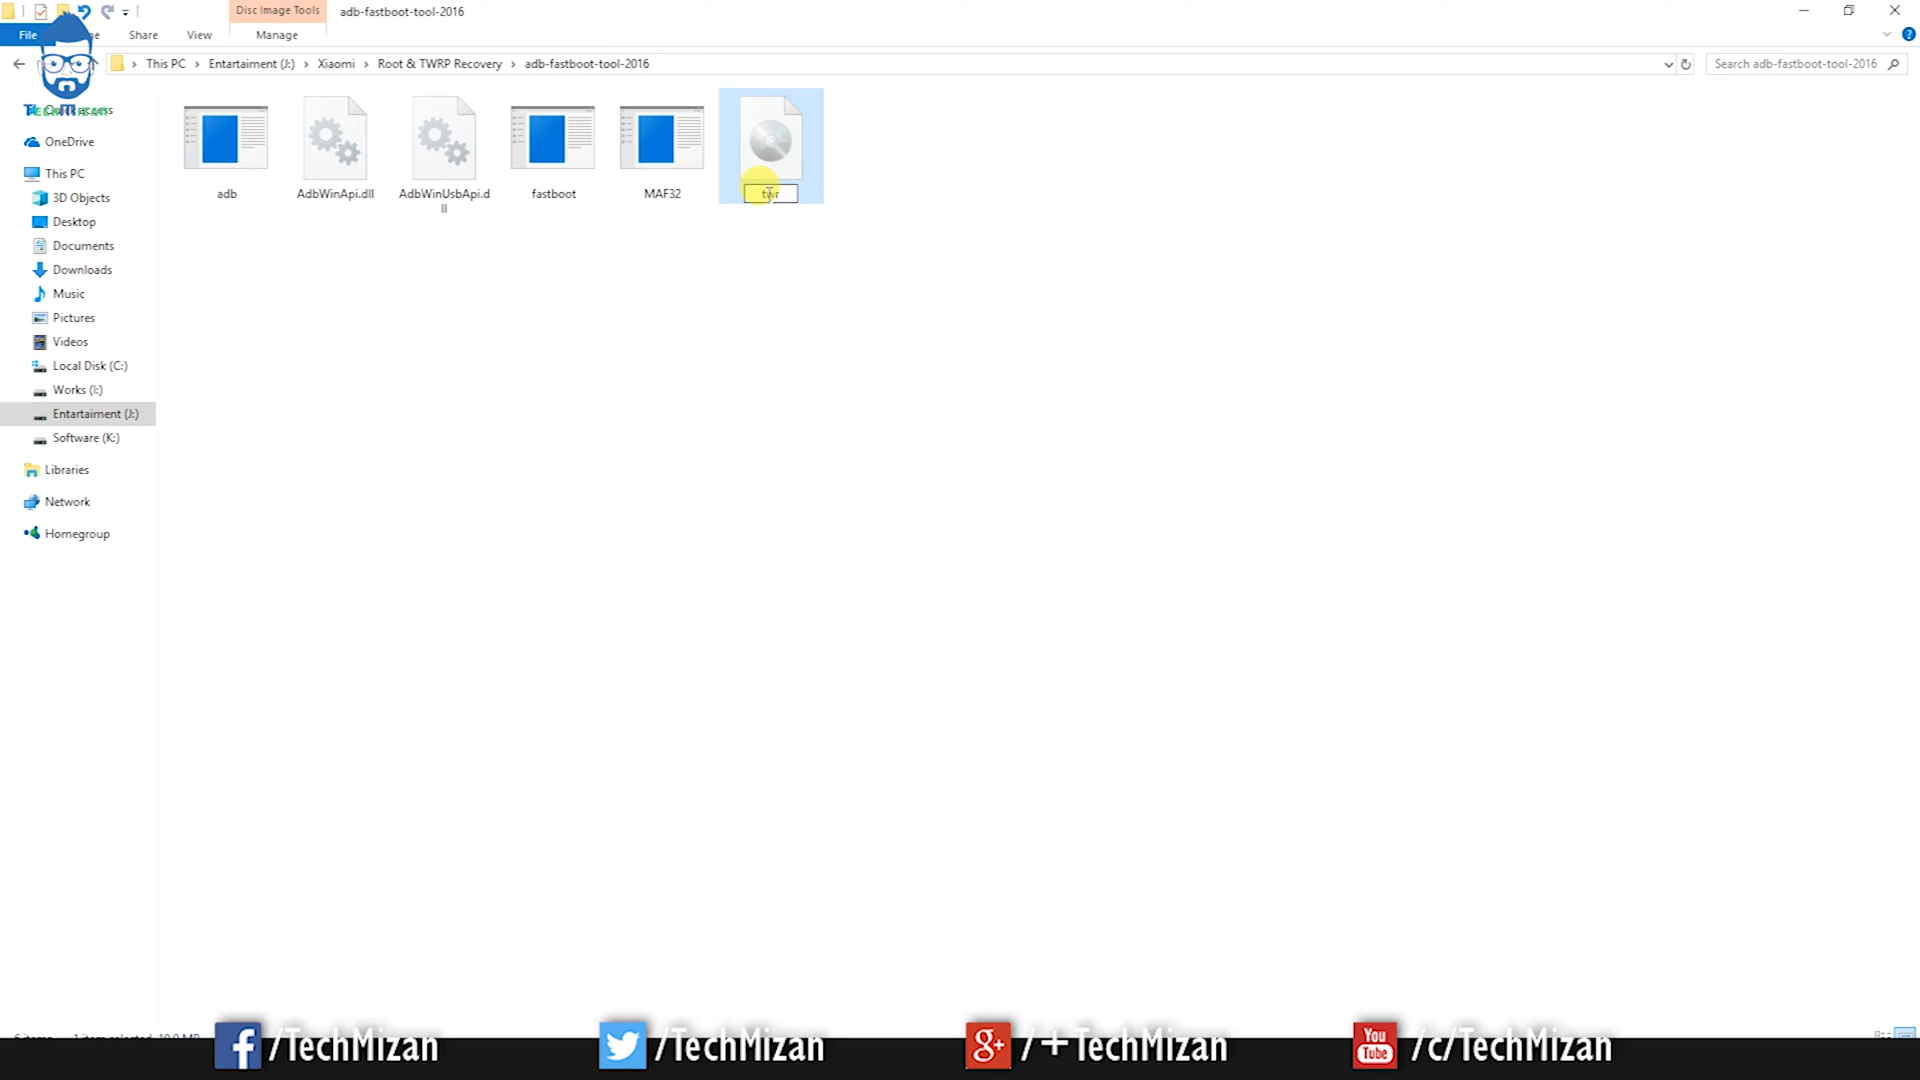 Disc Image Tools
adb-fastboot-tool-2016
File
Share
View
Manage
This PC
Entartaiment (J:)
Xiaomi
Root & TWRP Recovery
adb-fastboot-tool-2016
Search adb-fastboot-tool-2016
OneDrive
This PC
3D Objects
Desktop
Documents
Downloads
Music
Pictures
Videos
Local Disk (C:)
Works (I:)
Entartaiment (J:)
Software (K:)
Libraries
Network
Homegroup
adb
AdbWinApi.dll
AdbWinUsbApi.d
ll
fastboot
MAF32
twr
/TechMizan
/TechMizan
/+TechMizan
You
Tube
/c/TechMizan